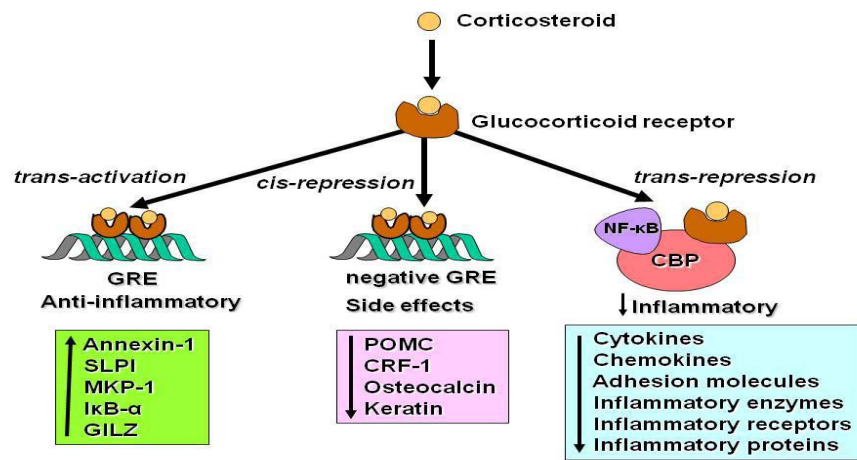 Corticosteroid
Glucocorticoid receptor
trans-activation
cis-repression
trans-repression
NF-κB
CBP
GRE
Anti-inflammatory
negative GRE
Side effects
Inflammatory
Annexin-1
SLPI
MKP-1
IκB-α
GILZ
POMC
CRF-1
Osteocalcin
Keratin
Cytokines
Chemokines
Adhesion molecules
Inflammatory enzymes
Inflammatory receptors
Inflammatory proteins